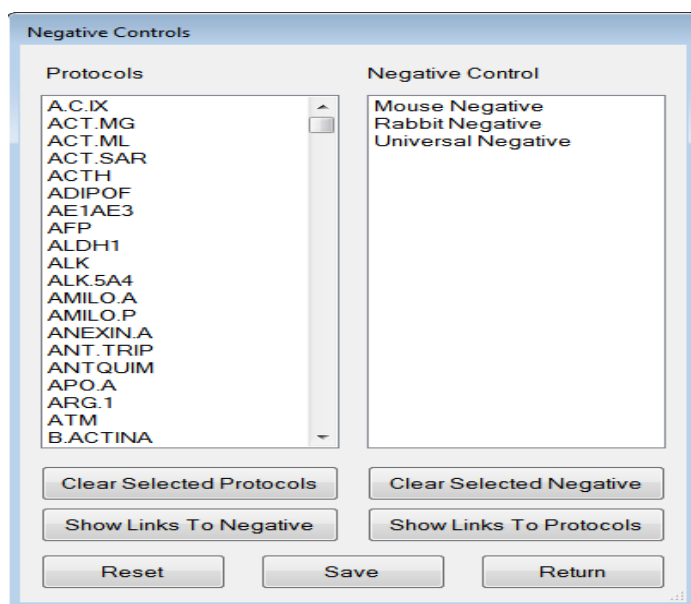 Negative Controls
Protocols
A.C.IX
ACT.MG
ACT.ML
ACT.SAR
ACTH
ADIPOF
AE1AE3
AFP
ALDH1
ALK
ALK.5A4
AMILO.A
AMILO.P
ANEXIN.A
ANT.TRIP
ANTQUIM
APO.A
ARG.1
ATM
B.ACTINA
Negative Control
Mouse Negative
Rabbit Negative
Universal Negative
Clear Selected Protocols
Clear Selected Negative
Show Links To Negative
Show Links To Protocols
Reset
Save
Return